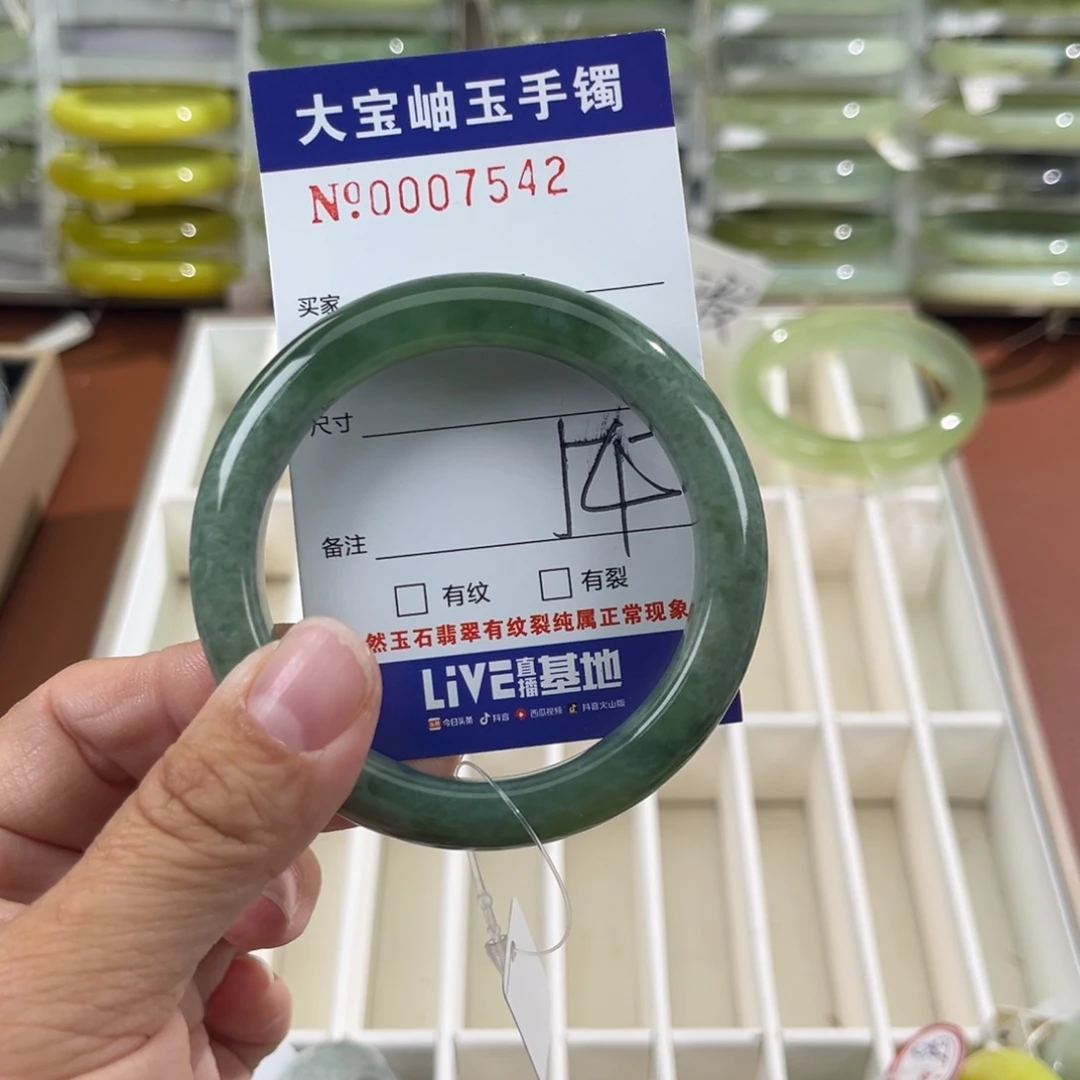 大宝岫玉手镯
Nº.0007542
买家
尺寸
备注
□ 有纹 □ 有裂
然玉石翡翠有纹裂纯属正常现象
LiVE直播基地
今日头条 抖音 西瓜视频 抖音火山版